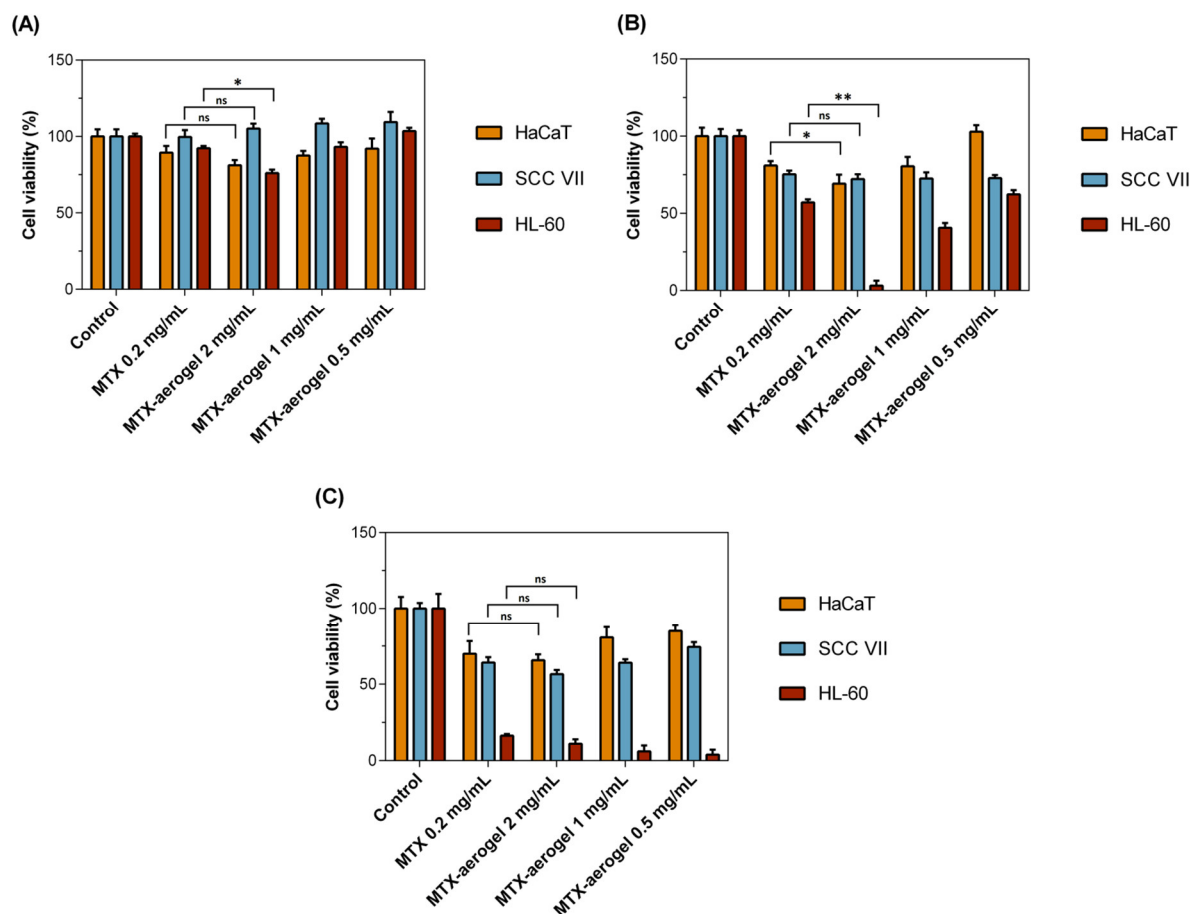 (A)
150
100
50
0
Cell viability (%)
*
ns
ns
HaCaT
SCC VII
HL-60
Control
MTX 0.2 mg/mL
MTX-aerogel 2 mg/mL
MTX-aerogel 1 mg/mL
MTX-aerogel 0.5 mg/mL
(B)
150
100
50
0
Cell viability (%)
**
ns
*
HaCaT
SCC VII
HL-60
Control
MTX 0.2 mg/mL
MTX-aerogel 2 mg/mL
MTX-aerogel 1 mg/mL
MTX-aerogel 0.5 mg/mL
(C)
150
100
50
0
Cell viability (%)
ns
ns
ns
HaCaT
SCC VII
HL-60
Control
MTX 0.2 mg/mL
MTX-aerogel 2 mg/mL
MTX-aerogel 1 mg/mL
MTX-aerogel 0.5 mg/mL